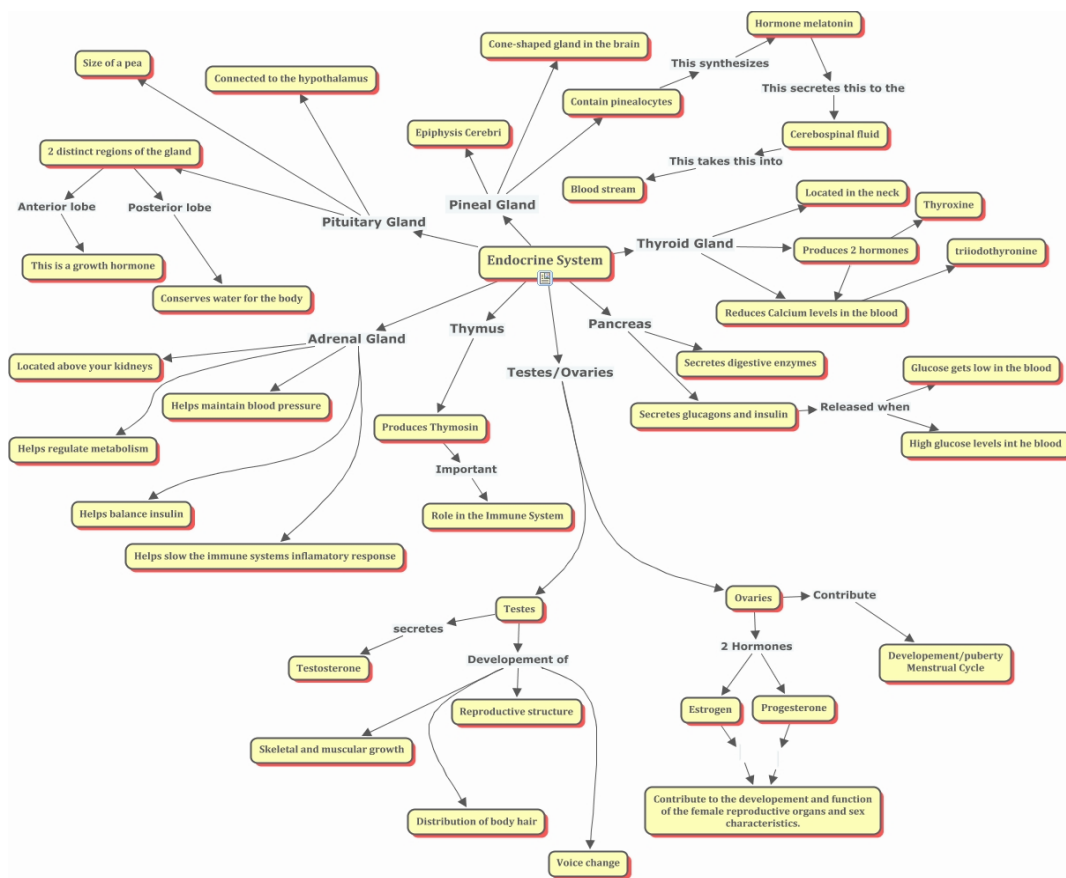 Hormone melatonin
Cone-shaped gland in the brain
Size of a pea
This synthesizes
Connected to the hypothalamus
This secretes this to the
Contain pinealocytes
Epiphysis Cerebri
Cerebospinal fluid
2 distinct regions of the gland
This takes this into
Blood stream
Located in the neck
Anterior lobe
Posterior lobe
Pineal Gland
Thyroxine
Pituitary Gland
Thyroid Gland
Produces 2 hormones
triiodothyronine
This is a growth hormone
Endocrine System
Conserves water for the body
Reduces Calcium levels in the blood
Thymus
Pancreas
Adrenal Gland
Located above your kidneys
Secretes digestive enzymes
Glucose gets low in the blood
Testes/Ovaries
Helps maintain blood pressure
Secretes glucagons and insulin
Released when
Produces Thymosin
Helps regulate metabolism
High glucose levels int he blood
Important
Helps balance insulin
Role in the Immune System
Helps slow the immune systems inflamatory response
Testes
Ovaries
Contribute
secretes
2 Hormones
Testosterone
Developement of
Developement/puberty
Menstrual Cycle
Reproductive structure
Estrogen
Progesterone
Skeletal and muscular growth
Contribute to the developement and function
of the female reproductive organs and sex
characteristics.
Distribution of body hair
Voice change